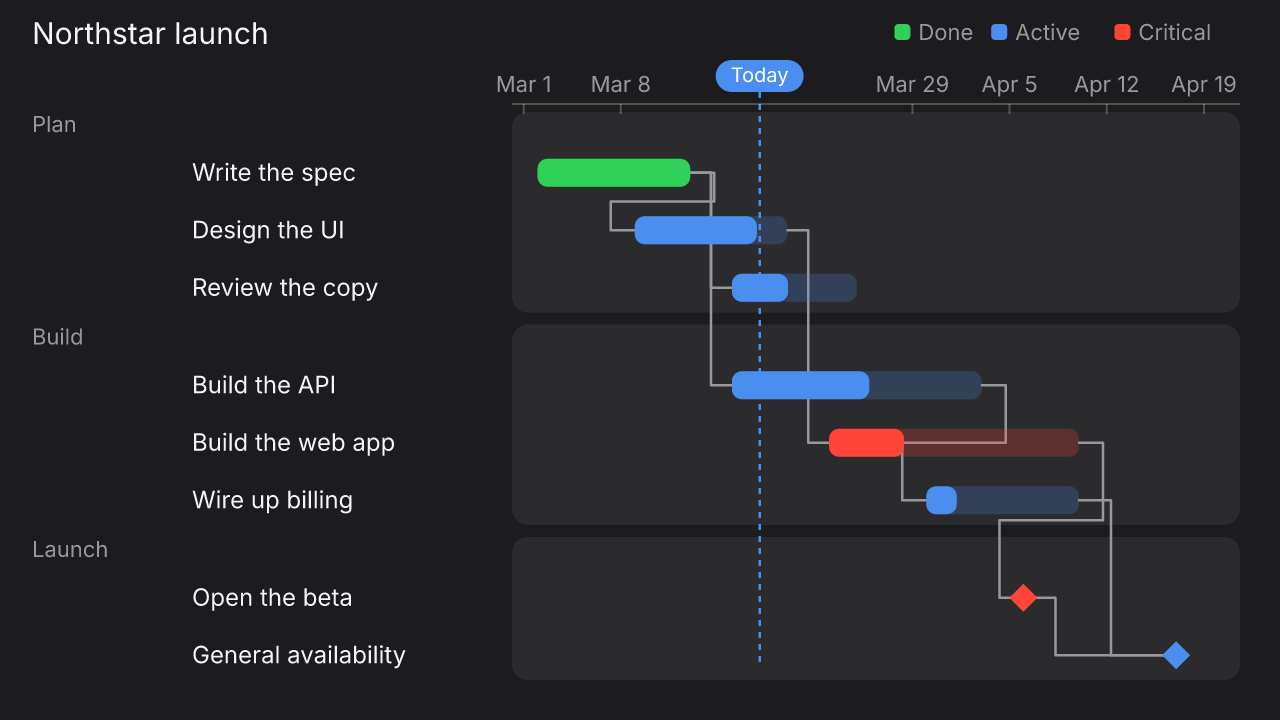 Northstar launch
Done
Active
Critical
Mar 1
Mar 8
Today
Mar 29
Apr 5
Apr 12
Apr 19
Plan
Write the spec
Design the UI
Review the copy
Build
Build the API
Build the web app
Wire up billing
Launch
Open the beta
General availability